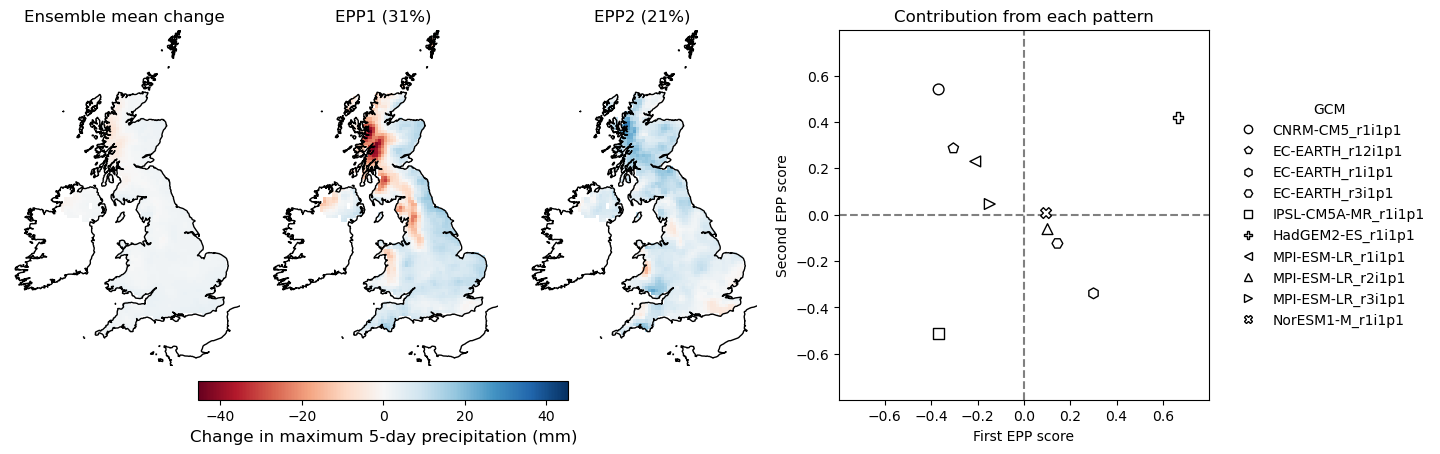 Ensemble mean change
EPP1 (31%)
EPP2 (21%)
−40 −20 0 20 40
Change in maximum 5-day precipitation (mm)
Contribution from each pattern
Second EPP score
0.6
0.4
0.2
0.0
−0.2
−0.4
−0.6
−0.6 −0.4 −0.2 0.0 0.2 0.4 0.6
First EPP score
GCM
CNRM-CM5_r1i1p1
EC-EARTH_r12i1p1
EC-EARTH_r1i1p1
EC-EARTH_r3i1p1
IPSL-CM5A-MR_r1i1p1
HadGEM2-ES_r1i1p1
MPI-ESM-LR_r1i1p1
MPI-ESM-LR_r2i1p1
MPI-ESM-LR_r3i1p1
NorESM1-M_r1i1p1